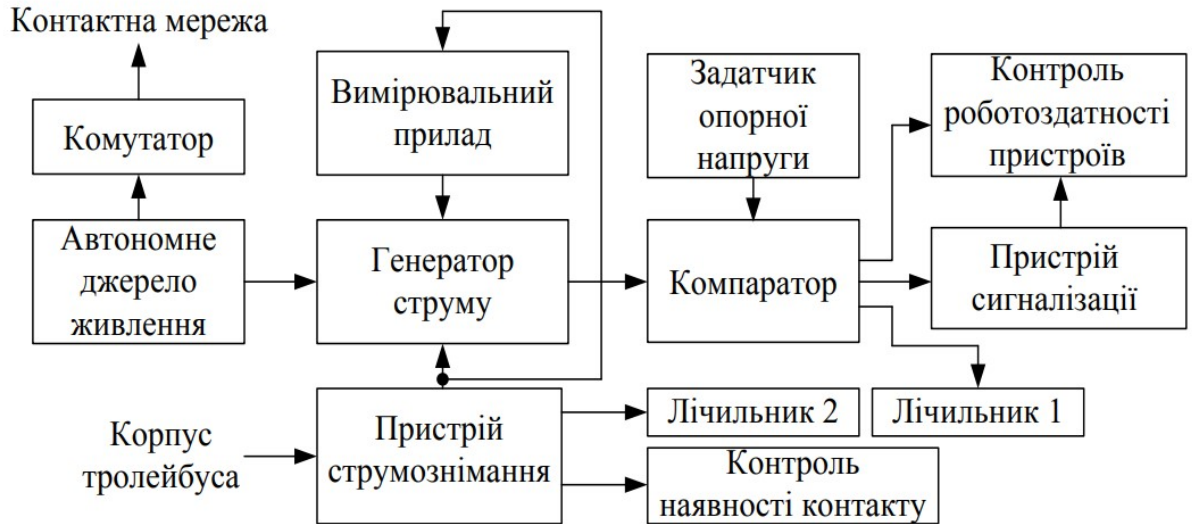 Контактна мережа
Комутатор
Автономне
джерело
живлення
Вимірювальний
прилад
Генератор
струму
Задатчик
опорної
напруги
Компаратор
Контроль
роботоздатності
пристроїв
Пристрій
сигналізації
Корпус
тролейбуса
Пристрій
струмознімання
Лічильник 2
Лічильник 1
Контроль
наявності контакту